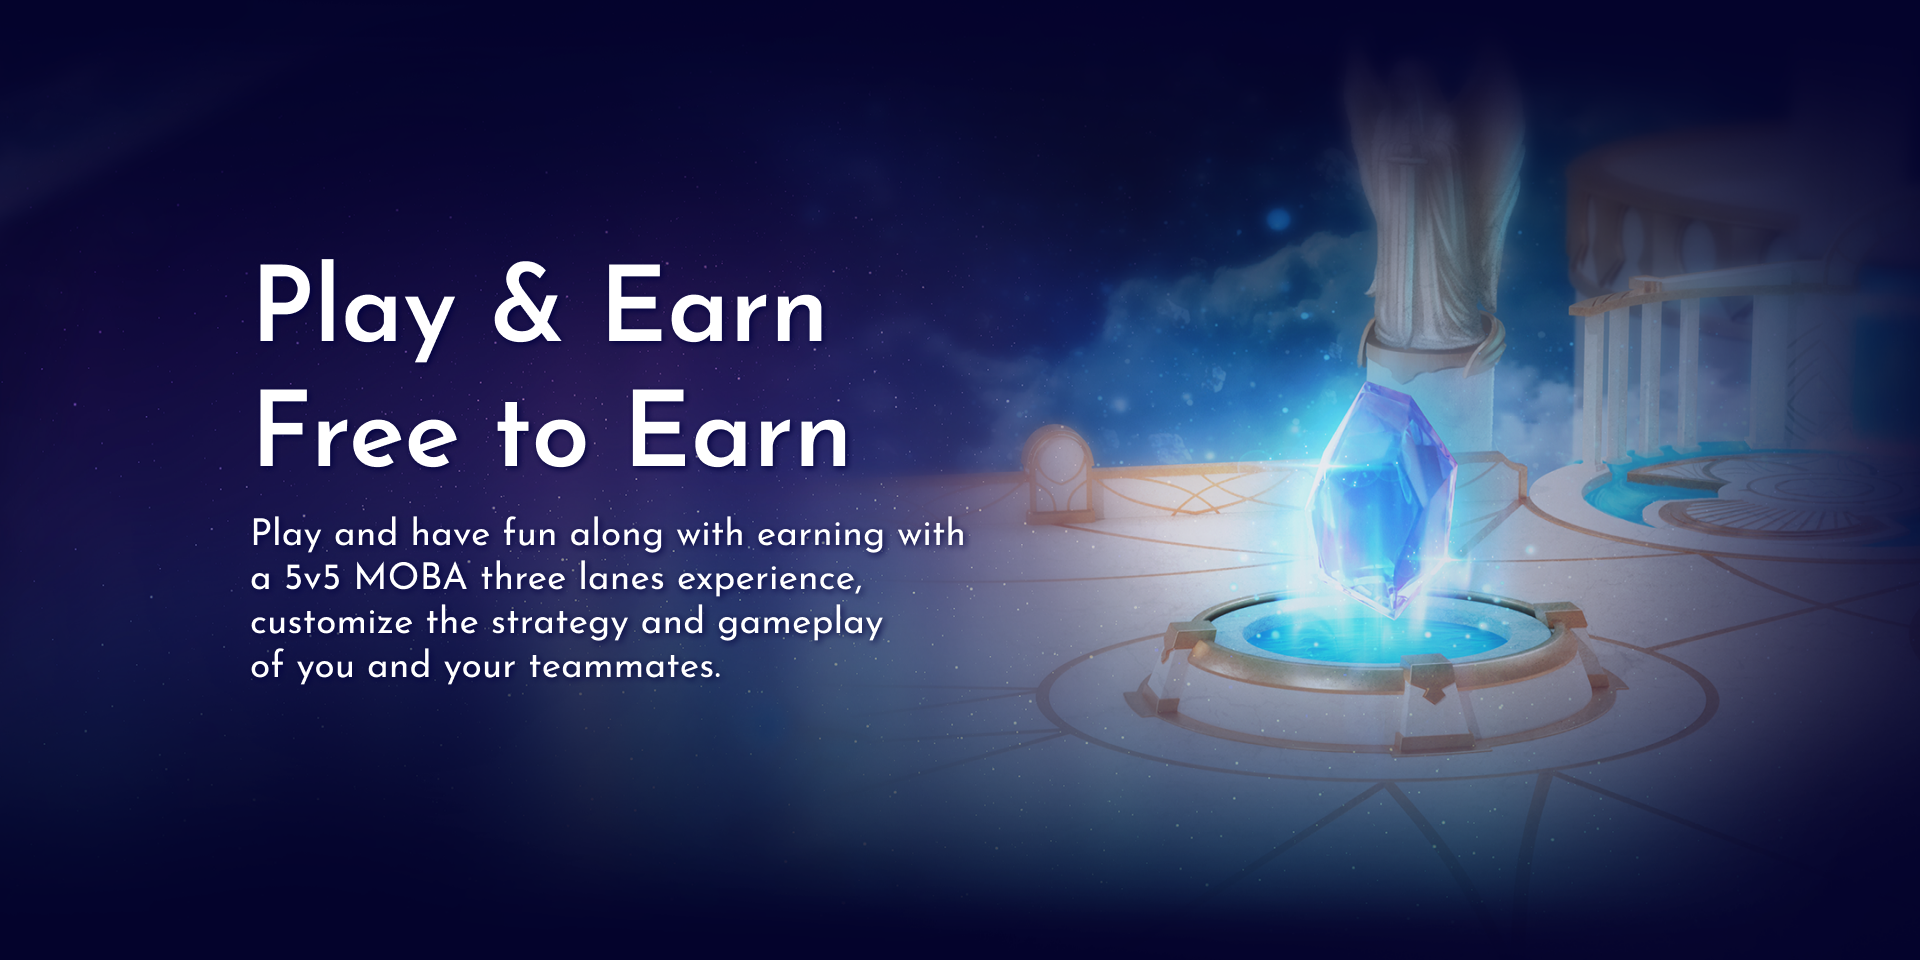 Play & Earn
Free to Earn
Play and have fun along with earning with
a 5v5 MOBA three lanes experience,
customize the strategy and gameplay
of you and your teammates.